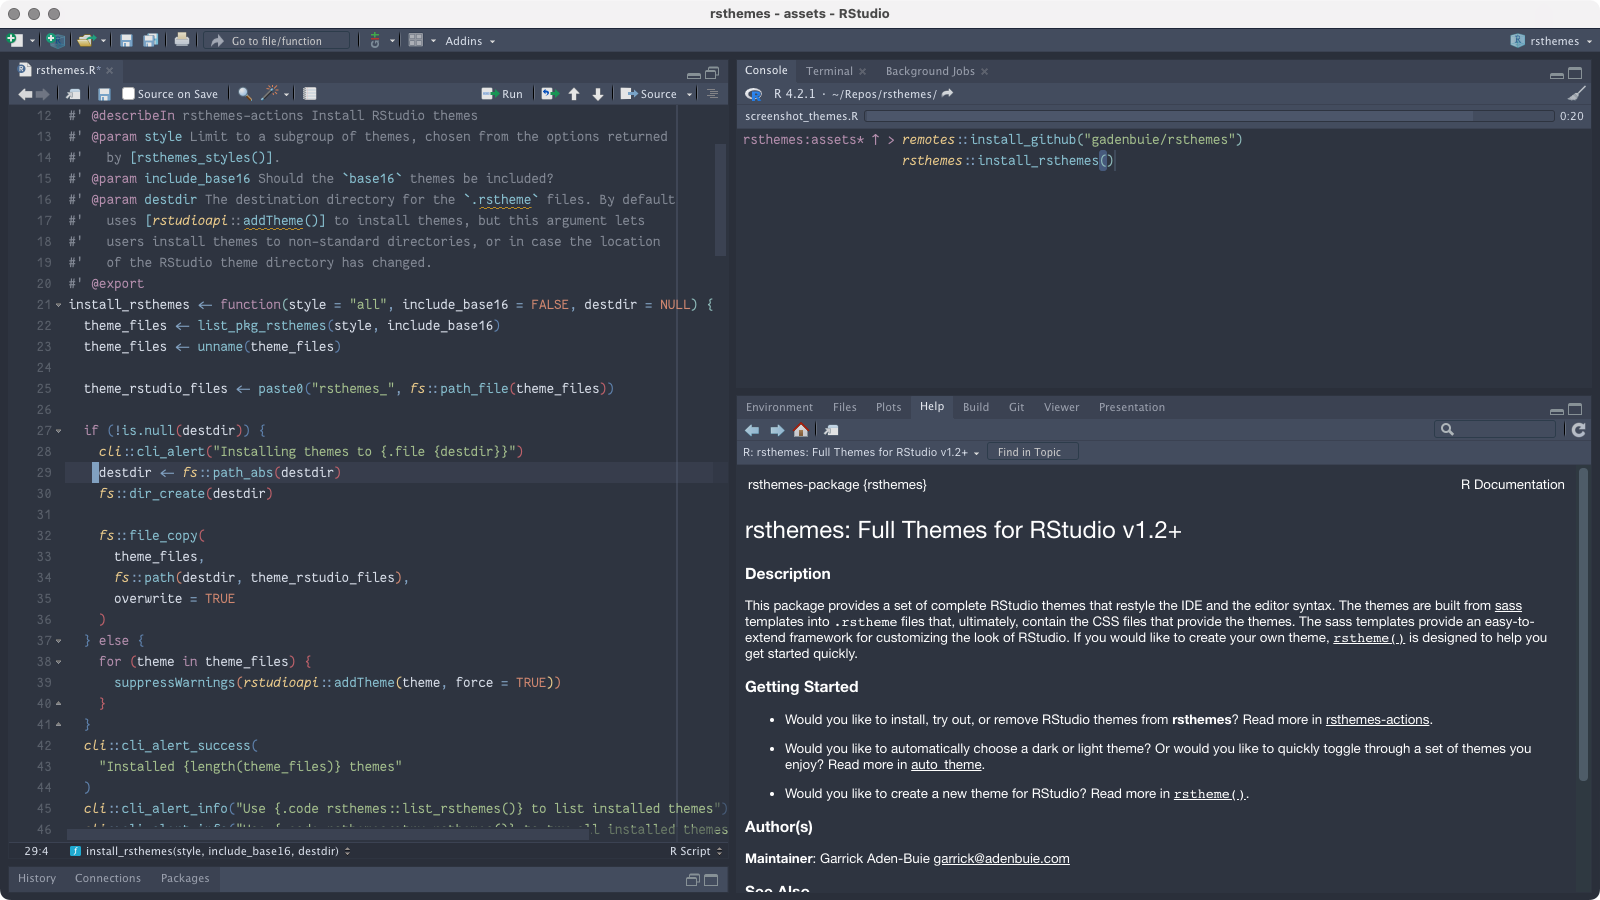 rsthemes - assets - RStudio
Go to file/function
Addins
rsthemes
rsthemes.R*
Source on Save
Run
Source
12 #' @describeIn rsthemes-actions Install RStudio themes
13 #' @param style Limit to a subgroup of themes, chosen from the options returned
14 #'   by [rsthemes_styles()].
15 #' @param include_base16 Should the `base16` themes be included?
16 #' @param destdir The destination directory for the `.rstheme` files. By default
17 #'   uses [rstudioapi::addTheme()] to install themes, but this argument lets
18 #'   users install themes to non-standard directories, or in case the location
19 #'   of the RStudio theme directory has changed.
20 #' @export
21 install_rsthemes <- function(style = "all", include_base16 = FALSE, destdir = NULL) {
22   theme_files <- list_pkg_rsthemes(style, include_base16)
23   theme_files <- unname(theme_files)
24
25   theme_rstudio_files <- paste0("rsthemes_", fs::path_file(theme_files))
26
27   if (!is.null(destdir)) {
28     cli::cli_alert("Installing themes to {.file {destdir}}")
29     destdir <- fs::path_abs(destdir)
30     fs::dir_create(destdir)
31
32     fs::file_copy(
33       theme_files,
34       fs::path(destdir, theme_rstudio_files),
35       overwrite = TRUE
36     )
37   } else {
38     for (theme in theme_files) {
39       suppressWarnings(rstudioapi::addTheme(theme, force = TRUE))
40     }
41   }
42   cli::cli_alert_success(
43     "Installed {length(theme_files)} themes"
44   )
45   cli::cli_alert_info("Use {.code rsthemes::list_rsthemes()} to list installed themes")
46
29:4 install_rsthemes(style, include_base16, destdir)
R Script
History Connections Packages
Console Terminal Background Jobs
R 4.2.1 · ~/Repos/rsthemes/
screenshot_themes.R 0:20
rsthemes:assets* ↑ > remotes::install_github("gadenbuie/rsthemes")
rsthemes::install_rsthemes()
Environment Files Plots Help Build Git Viewer Presentation
R: rsthemes: Full Themes for RStudio v1.2+ Find in Topic
rsthemes-package {rsthemes} R Documentation
rsthemes: Full Themes for RStudio v1.2+
Description
This package provides a set of complete RStudio themes that restyle the IDE and the editor syntax. The themes are built from sass
templates into .rstheme files that, ultimately, contain the CSS files that provide the themes. The sass templates provide an easy-to-
extend framework for customizing the look of RStudio. If you would like to create your own theme, rstheme() is designed to help you
get started quickly.
Getting Started
• Would you like to install, try out, or remove RStudio themes from rsthemes? Read more in rsthemes-actions.
• Would you like to automatically choose a dark or light theme? Or would you like to quickly toggle through a set of themes you
enjoy? Read more in auto_theme.
• Would you like to create a new theme for RStudio? Read more in rstheme().
Author(s)
Maintainer: Garrick Aden-Buie garrick@adenbuie.com
See Also